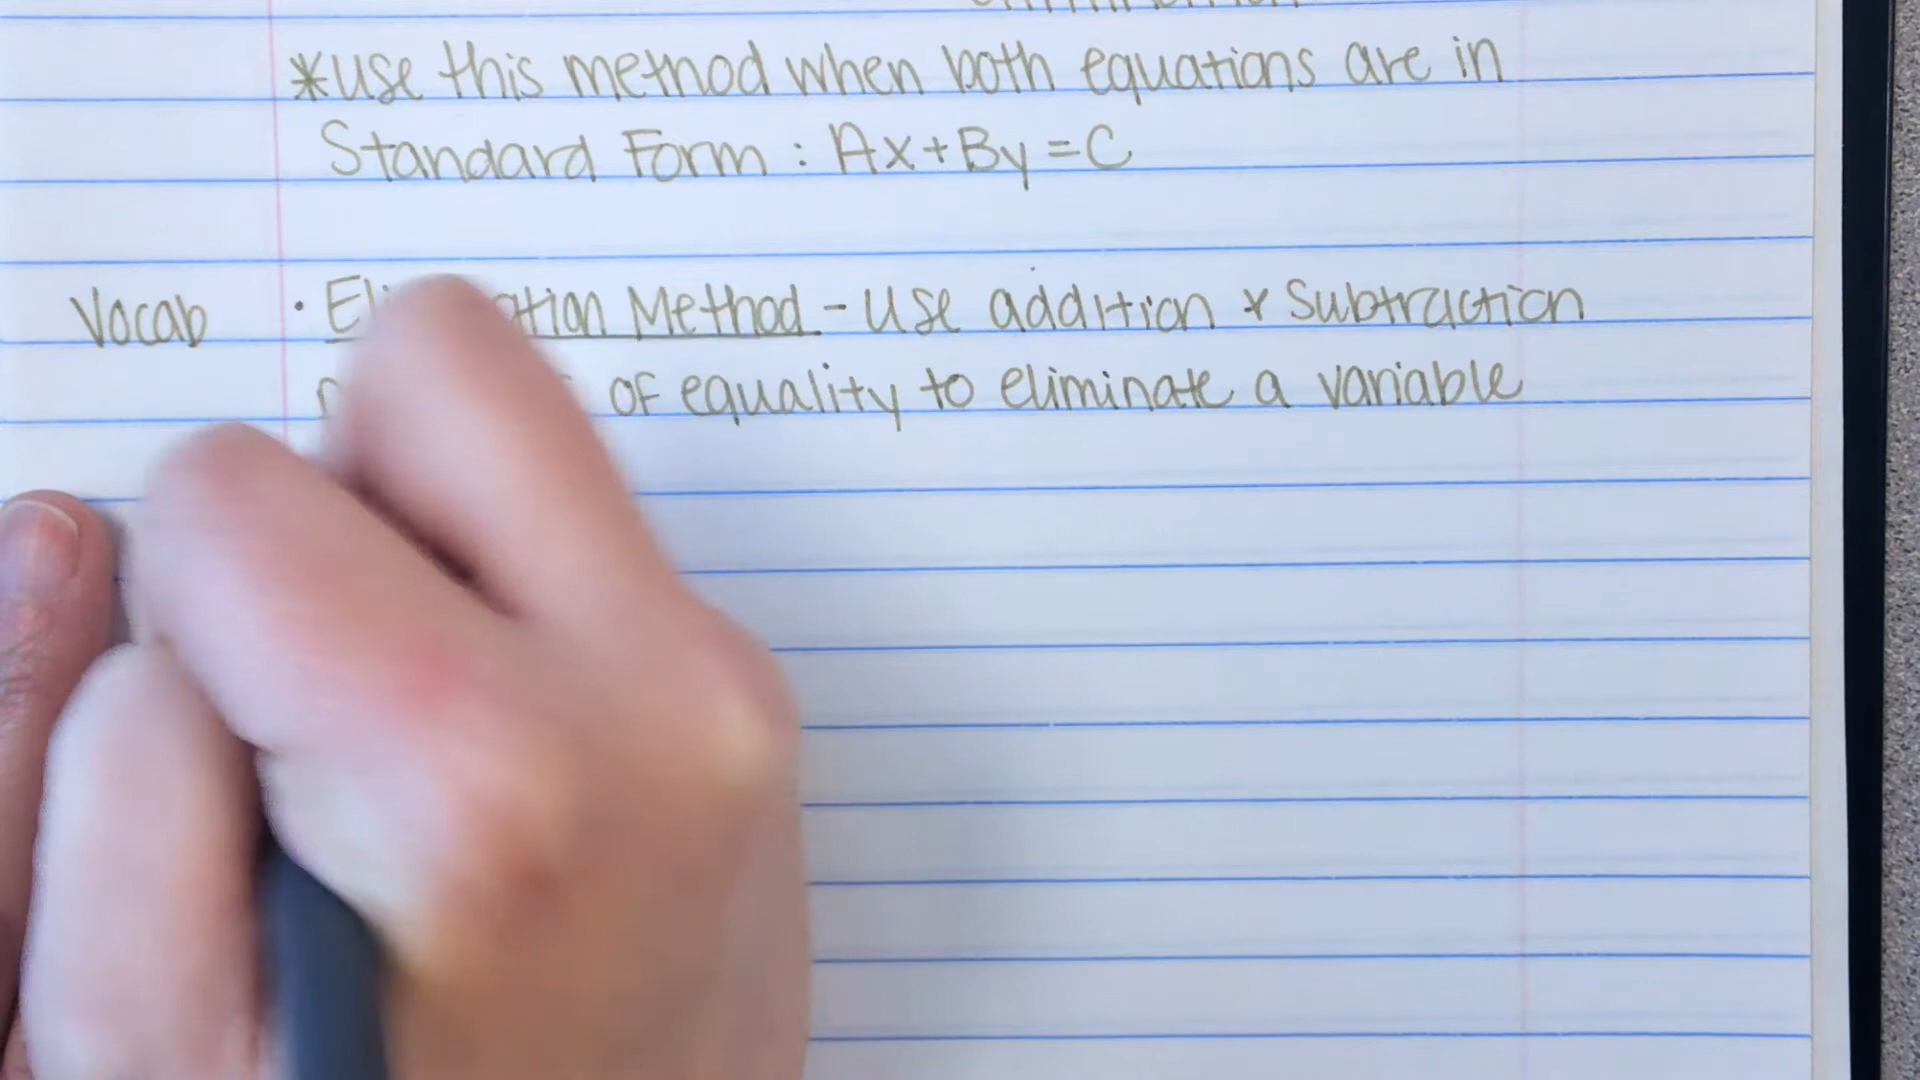 *use this method when both equations are in
Standard Form : Ax+By=C
Vocab · Method - Use addition & Subtraction
of equality to eliminate a variable